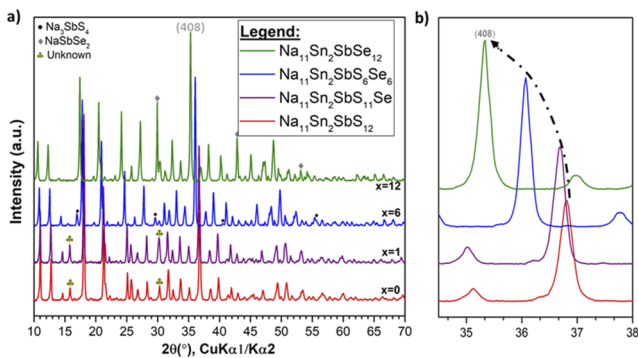 a)
● Na₃SbS₄
◆ NaSbSe₂
♣ Unknown
(408)
Legend:
Na₁₁Sn₂SbSe₁₂
Na₁₁Sn₂SbS₆Se₆
Na₁₁Sn₂SbS₁₁Se
Na₁₁Sn₂SbS₁₂
x=12
x=6
x=1
x=0
Intensity (a.u.)
10 15 20 25 30 35 40 45 50 55 60 65 70
2θ(°), CuKα1/Kα2
b)
(408)
35 36 37 38